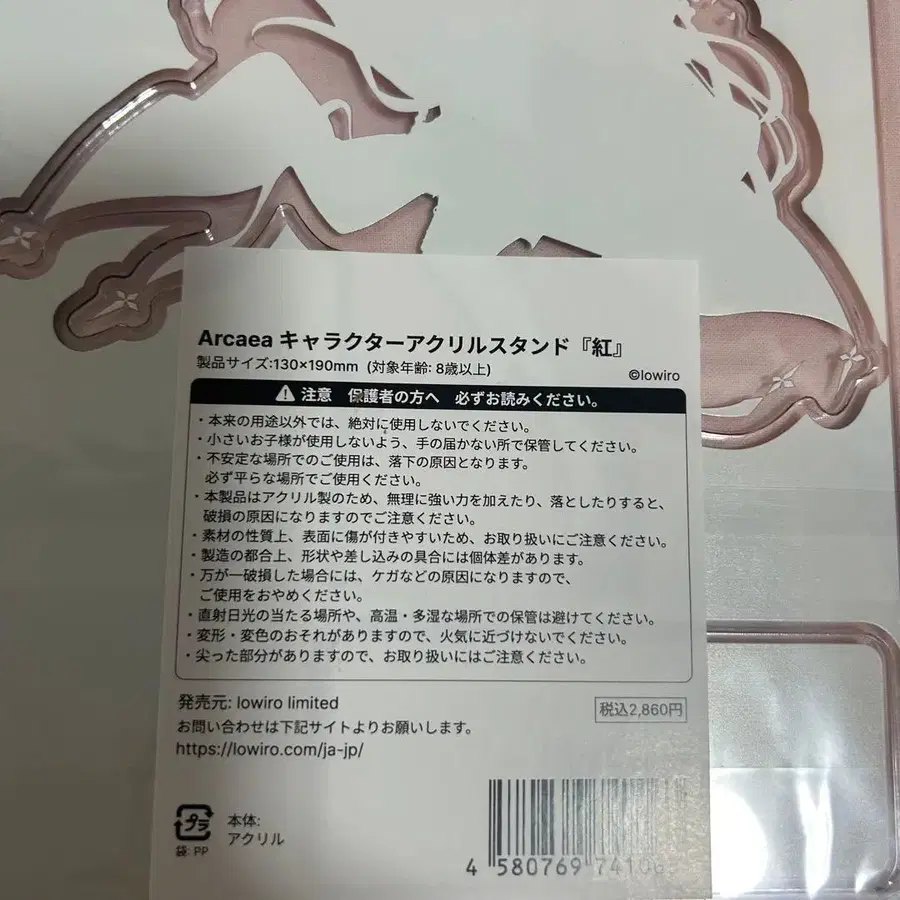 Arcaea キャラクターアクリルスタンド『紅』
製品サイズ:130×190mm (対象年齢: 8歳以上)
©lowiro
注意 保護者の方へ 必ずお読みください。
・本来の用途以外では、絶対に使用しないでください。
・小さいお子様が使用しないよう、手の届かない所で保管してください。
・不安定な場所でのご使用は、落下の原因となります。
必ず平らな場所でご使用ください。
・本製品はアクリル製のため、無理に強い力を加えたり、落としたりすると、
破損の原因になりますのでご注意ください。
・素材の性質上、表面に傷が付きやすいため、お取り扱いにご注意ください。
・製造の都合上、形状や差し込みの具合には個体差があります。
・万が一破損した場合には、ケガなどの原因になりますので、
ご使用をおやめください。
・直射日光の当たる場所や、高温・多湿な場所での保管は避けてください。
・変形・変色のおそれがありますので、火気に近づけないでください。
・尖った部分がありますので、お取り扱いにはご注意ください。
発売元: lowiro limited
税込2,860円
お問い合わせは下記サイトよりお願いします。
https://lowiro.com/ja-jp/
プラ
袋: PP
本体:
アクリル
4 580769